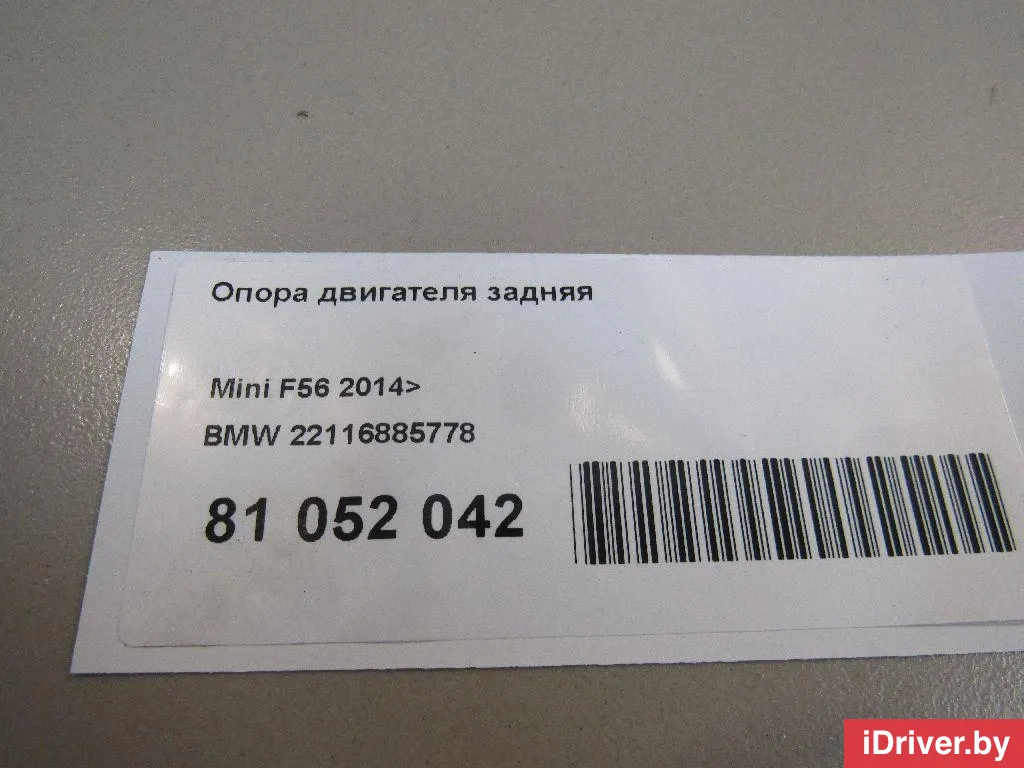 Опора двигателя задняя
Mini F56 2014>
BMW 22116885778
81 052 042
iDriver.by